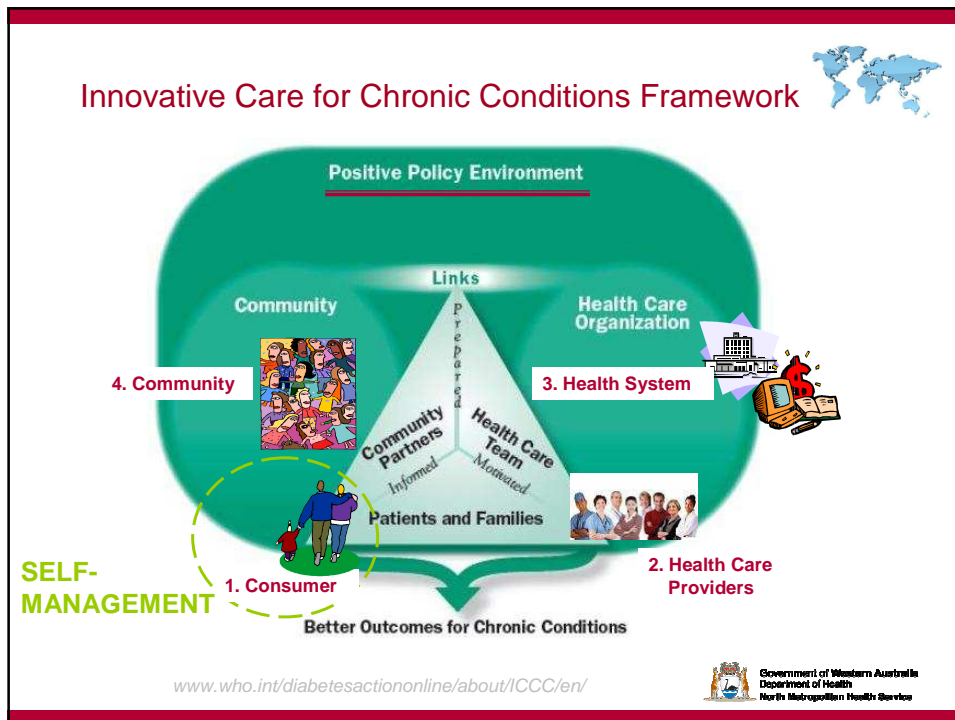 Innovative Care for Chronic Conditions Framework
Positive Policy Environment
Links
Community
Health Care
Organization
Prepared
4. Community
3. Health System
Community
Partners
Health Care
Team
Informed
Motivated
Patients and Families
SELF-
MANAGEMENT
1. Consumer
2. Health Care
Providers
Better Outcomes for Chronic Conditions
www.who.int/diabetesactiononline/about/ICCC/en/
Government of Western Australia
Department of Health
North Metropolitan Health Service